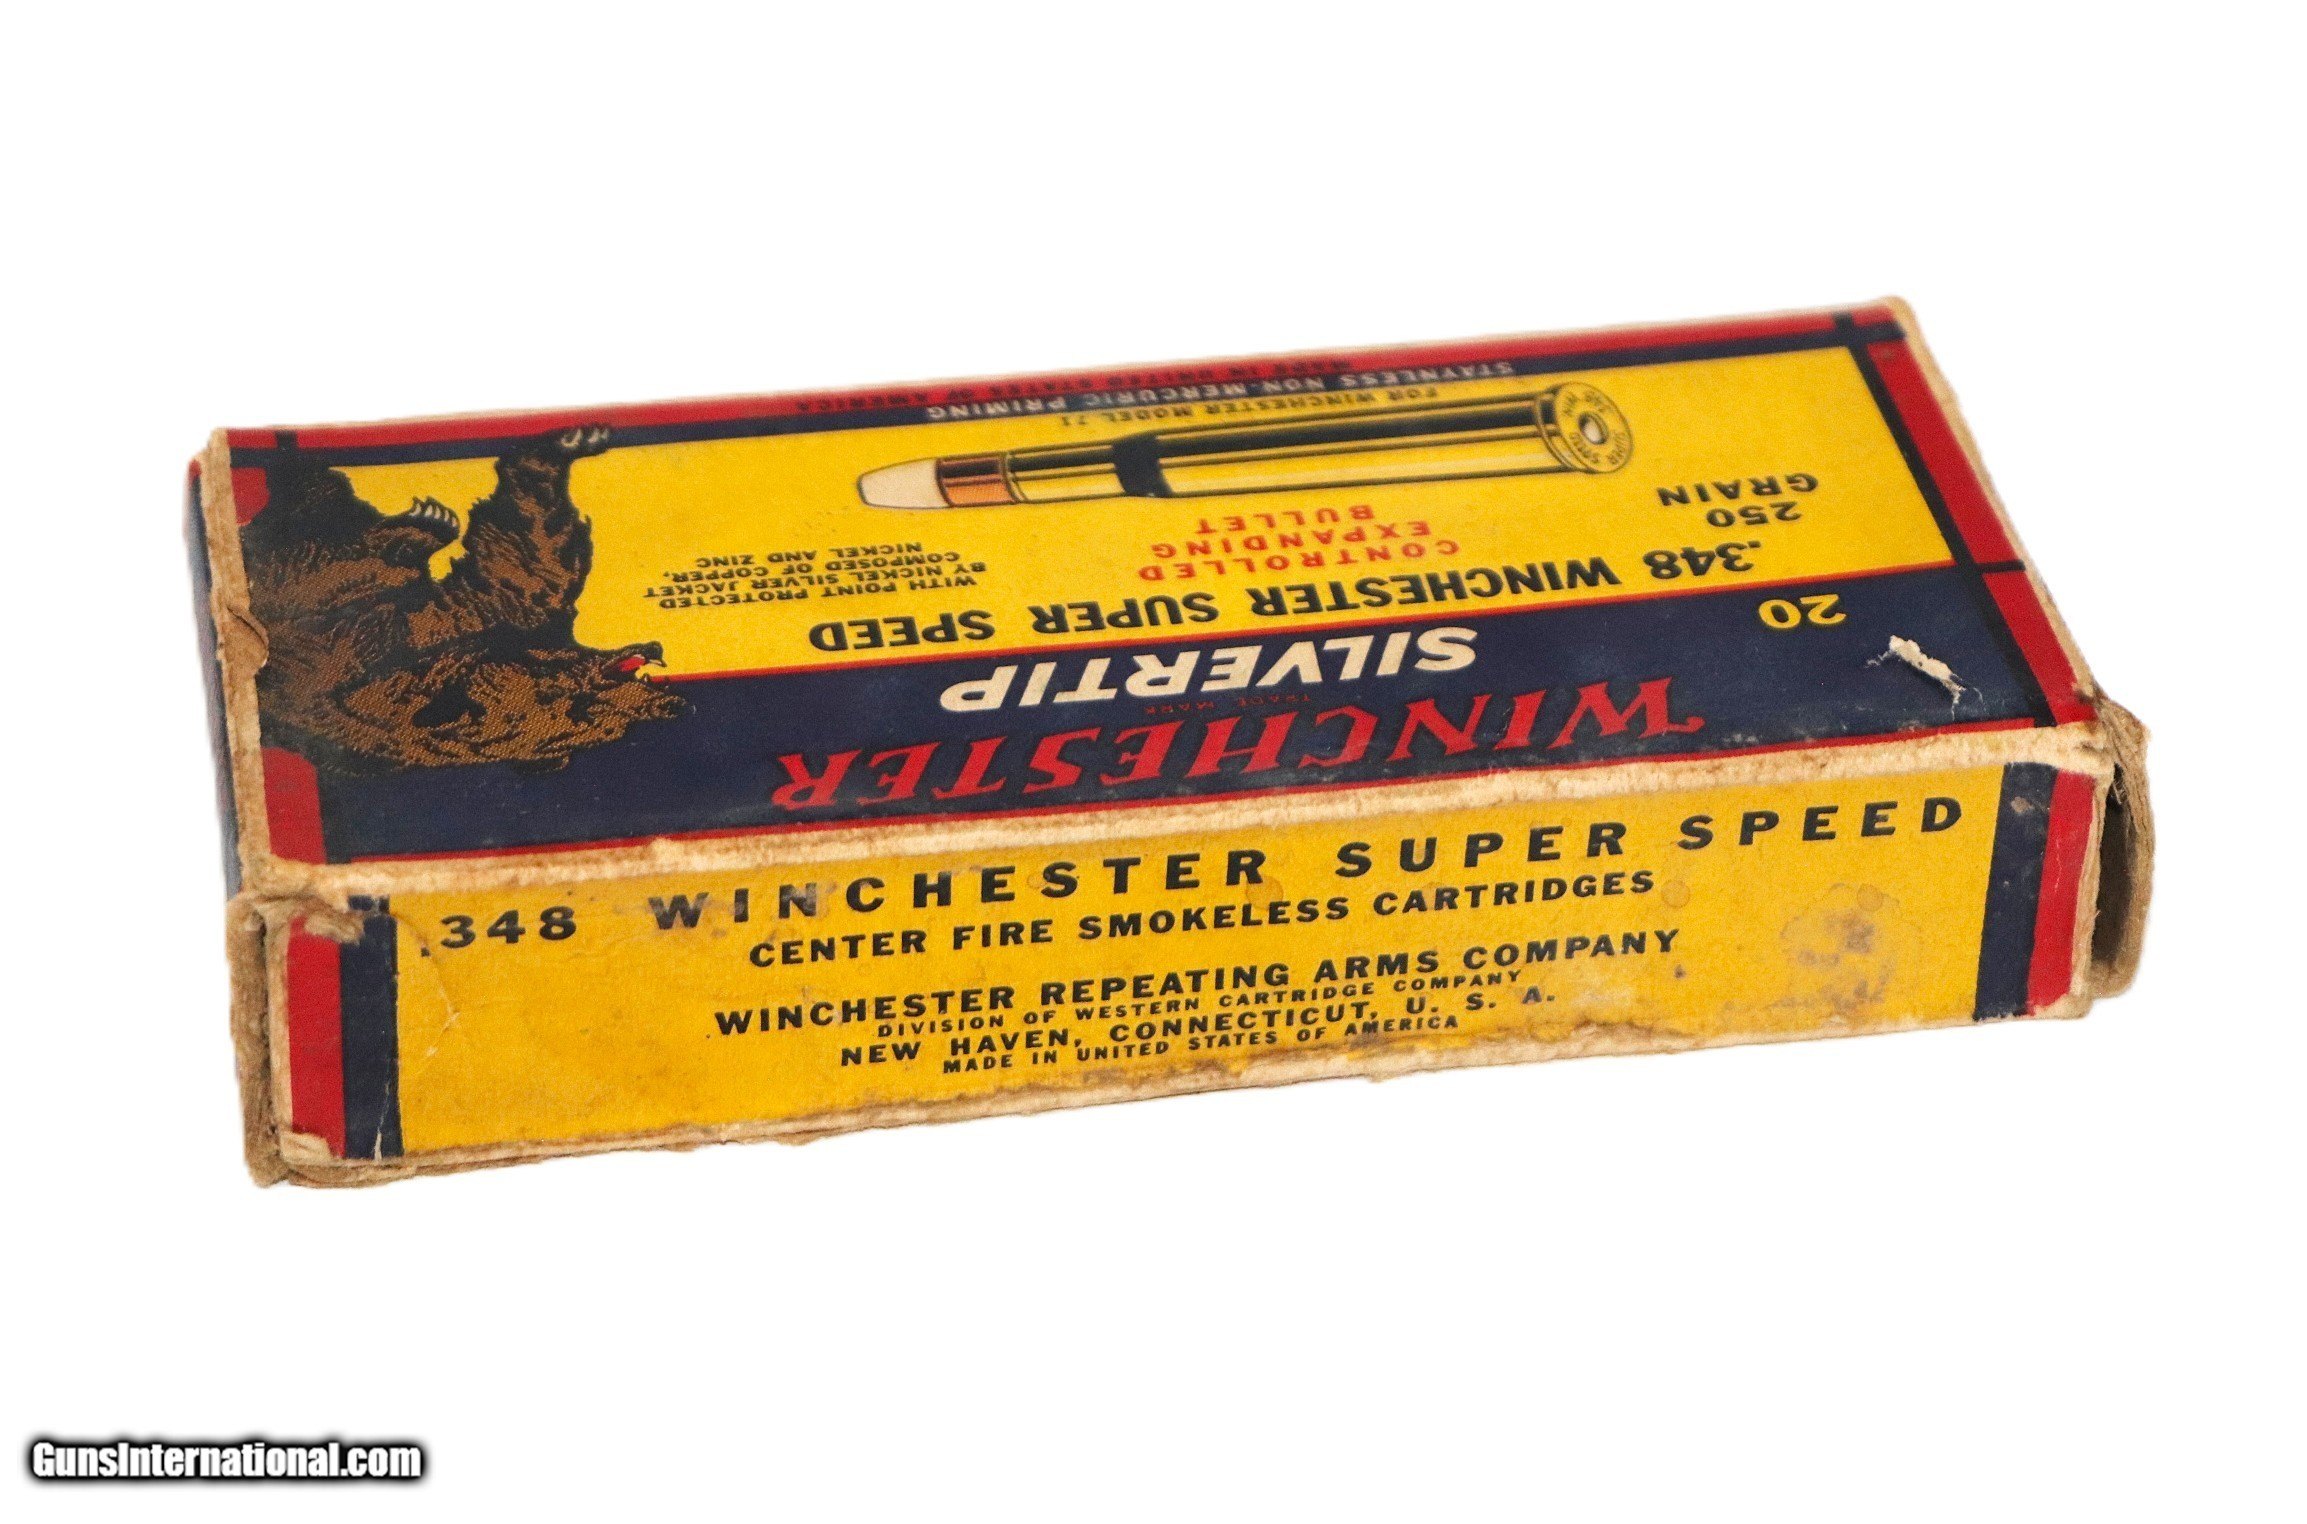 WINCHESTER
TRADE MARK
SILVERTIP
20
.348 WINCHESTER SUPER SPEED
250
GRAIN
CONTROLLED
EXPANDING
BULLET
WITH POINT PROTECTED
BY NICKEL SILVER JACKET
COMPOSED OF COPPER,
NICKEL AND ZINC
FOR WINCHESTER MODEL 71
STAYNLESS NON-MERCURIC PRIMING
MADE IN UNITED STATES OF AMERICA
.348 WINCHESTER SUPER SPEED
CENTER FIRE SMOKELESS CARTRIDGES
WINCHESTER REPEATING ARMS COMPANY
DIVISION OF WESTERN CARTRIDGE COMPANY
NEW HAVEN, CONNECTICUT, U. S. A.
MADE IN UNITED STATES OF AMERICA
GunsInternational.com